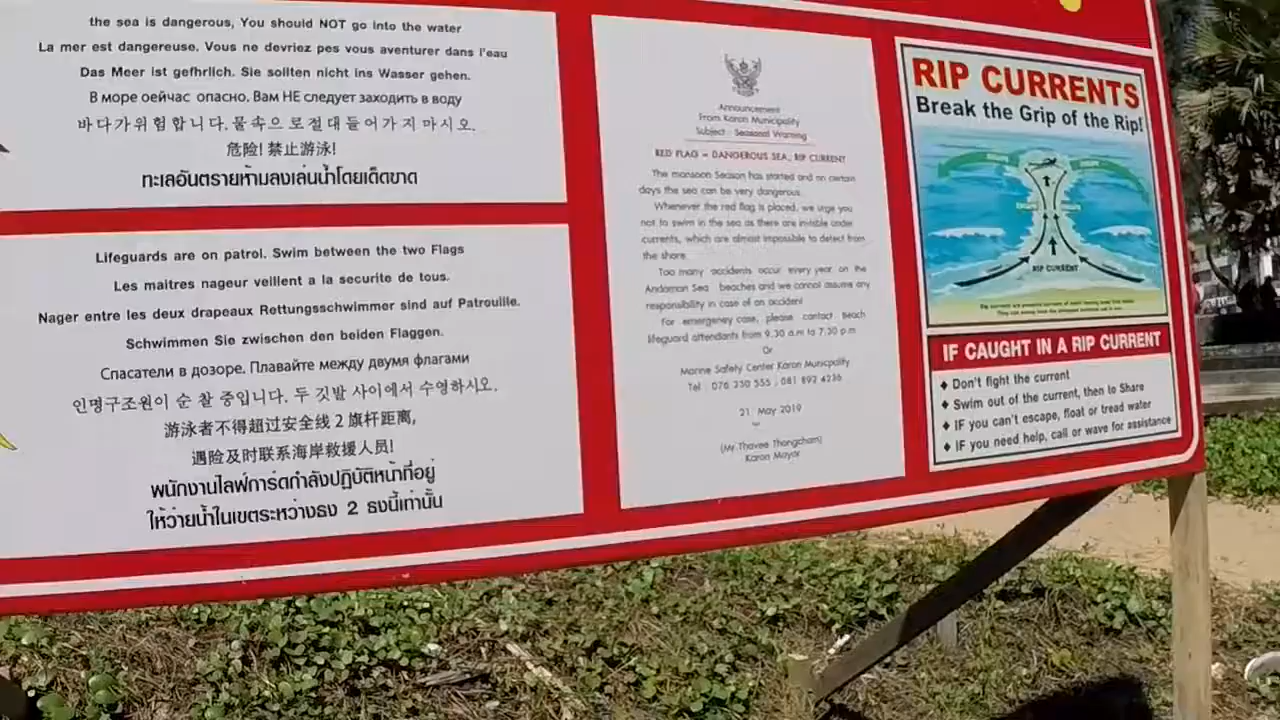 the sea is dangerous, You should NOT go into the water
La mer est dangereuse. Vous ne devriez pes vous aventurer dans l'eau
Das Meer ist gefhrlich. Sie sollten nicht ins Wasser gehen.
В море оейчас опасно. Вам НЕ следует заходить в воду
바다가위험합니다.물속으로절대들어가지마시오.
危险! 禁止游泳!
ทะเลอันตรายห้ามลงเล่นน้ำโดยเด็ดขาด
Lifeguards are on patrol. Swim between the two Flags
Les maitres nageur veillent a la securite de tous.
Nager entre les deux drapeaux Rettungsschwimmer sind auf Patrouille.
Schwimmen Sie zwischen den beiden Flaggen.
Спасатели в дозоре. Плавайте между двумя флагами
인명구조원이 순 찰 중입니다. 두 깃발 사이에서 수영하시오.
游泳者不得超过安全线 2 旗杆距离,
遇险及时联系海岸救援人员!
พนักงานไลฟ์การ์ดกำลังปฏิบัติหน้าที่อยู่
ให้ว่ายน้ำในเขตระหว่างธง 2 ธงนี้เท่านั้น
Announcement
From Karon Municipality
Subject : Seasonal Warning
RED FLAG = DANGEROUS SEA, RIP CURRENT
The monsoon Season has started and on certain
days the sea can be very dangerous.
Whenever the red flag is placed, we urge you
not to swim in the sea as there are invisible under
currents, which are almost impossible to detect from
the shore.
Too many accidents occur every year on the
Andaman Sea beaches and we cannot assume any
responsibility in case of an accident
For emergency case, please contact Beach
lifeguard attendants from 9.30 a.m to 7.30 p.m
Or
Marine Safety Center Karon Municipality
Tel : 076 330 555 , 081 892 4236
21 May 2019
(Mr.Thavee Thongcham)
Karon Mayor
RIP CURRENTS
Break the Grip of the Rip!
RIP CURRENT
IF CAUGHT IN A RIP CURRENT
♦ Don't fight the current
♦ Swim out of the current, then to Share
♦ IF you can't escape, float or tread water
♦ IF you need help, call or wave for assistance